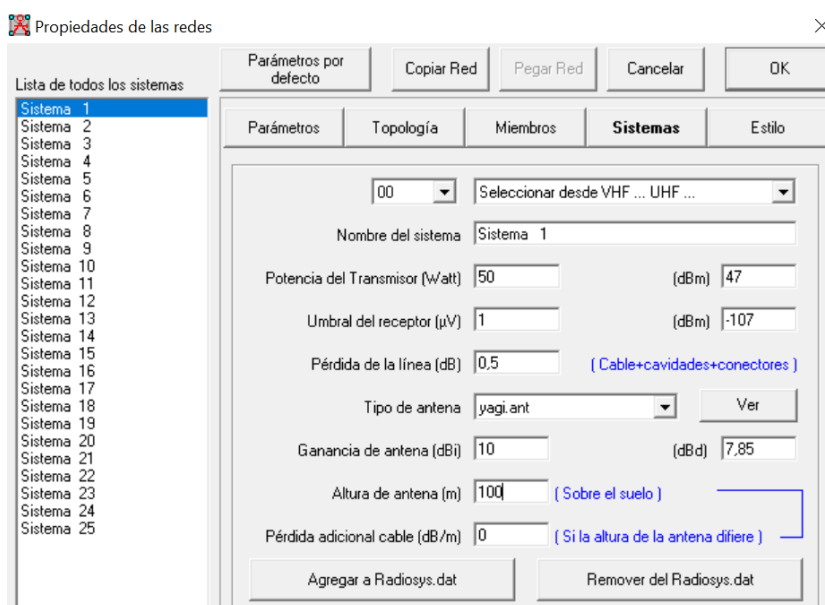 Propiedades de las redes
Lista de todos los sistemas
Sistema 1
Sistema 2
Sistema 3
Sistema 4
Sistema 5
Sistema 6
Sistema 7
Sistema 8
Sistema 9
Sistema 10
Sistema 11
Sistema 12
Sistema 13
Sistema 14
Sistema 15
Sistema 16
Sistema 17
Sistema 18
Sistema 19
Sistema 20
Sistema 21
Sistema 22
Sistema 23
Sistema 24
Sistema 25
Parámetros por defecto
Copiar Red
Pegar Red
Cancelar
OK
Parámetros
Topología
Miembros
Sistemas
Estilo
00
Seleccionar desde VHF ... UHF ...
Nombre del sistema Sistema 1
Potencia del Transmisor (Watt) 50 (dBm) 47
Umbral del receptor (µV) 1 (dBm) -107
Pérdida de la línea (dB) 0,5 ( Cable+cavidades+conectores )
Tipo de antena yagi.ant Ver
Ganancia de antena (dBi) 10 (dBd) 7,85
Altura de antena (m) 100 ( Sobre el suelo )
Pérdida adicional cable (dB/m) 0 ( Si la altura de la antena difiere )
Agregar a Radiosys.dat
Remover del Radiosys.dat